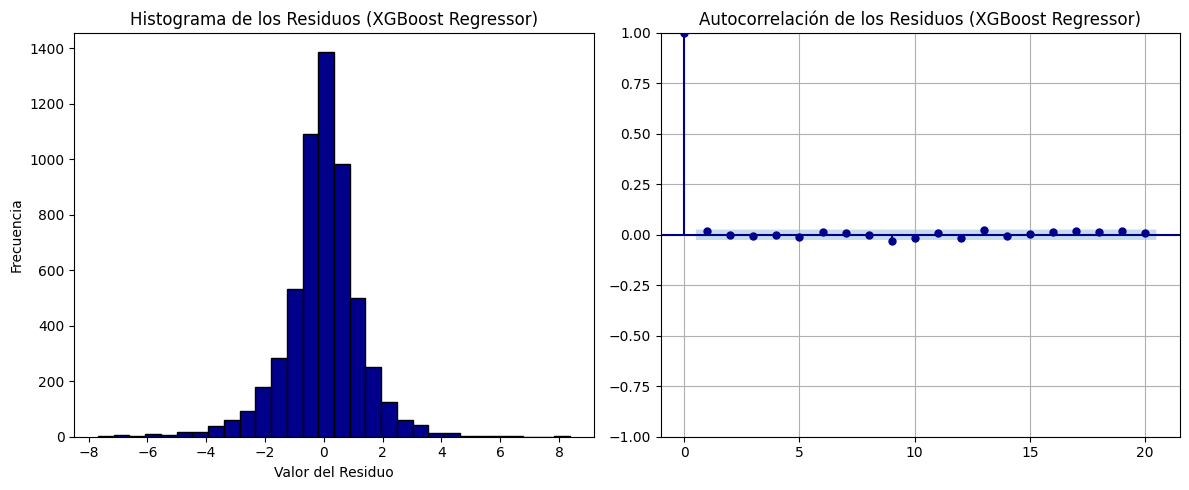 Histograma de los Residuos (XGBoost Regressor)
1400
1200
1000
800
600
400
200
0
Frecuencia
−8 −6 −4 −2 0 2 4 6 8
Valor del Residuo
Autocorrelación de los Residuos (XGBoost Regressor)
1.00
0.75
0.50
0.25
0.00
−0.25
−0.50
−0.75
−1.00
0 5 10 15 20